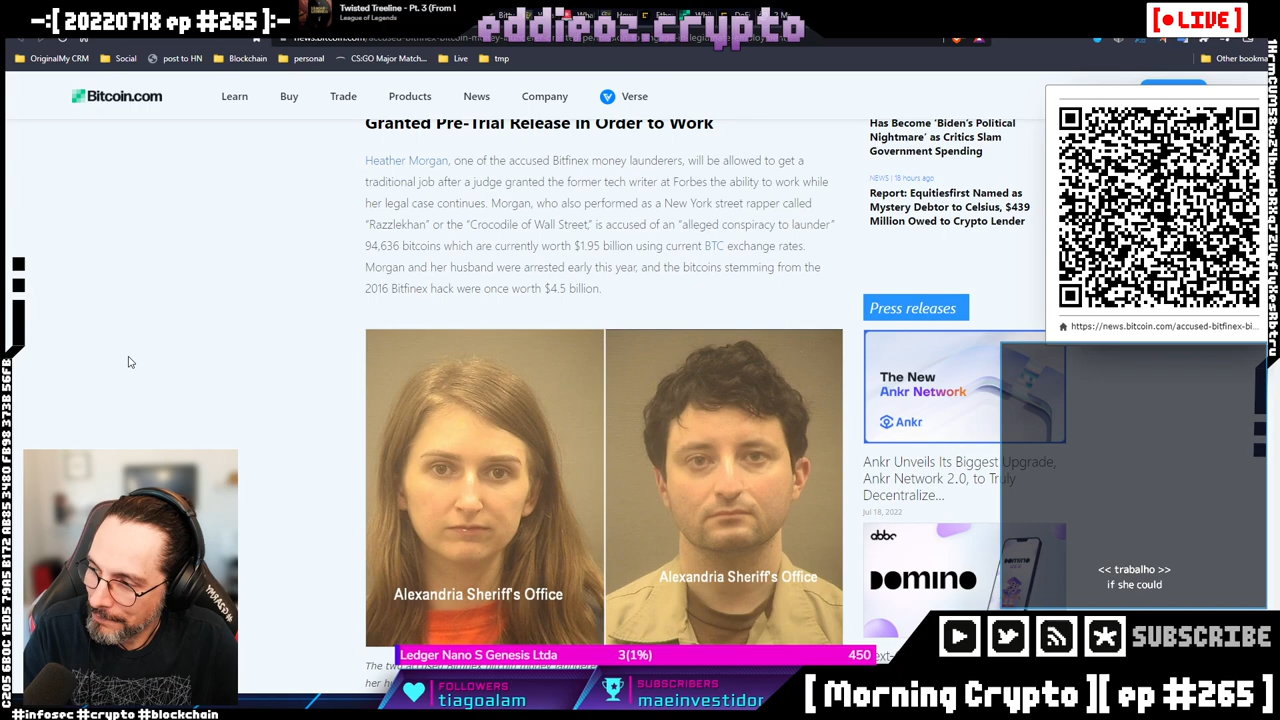 -:[ 20220718 ep #265 ]:-
Twisted Treeline - Pt. 3 (From L
League of Legends
eddieoz.crypto
[● LIVE]
OriginalMy CRM
Social
post to HN
Blockchain
personal
CS:GO Major Match...
Live
tmp
Other bookma
Bitcoin.com
Learn
Buy
Trade
Products
News
Company
Verse
Granted Pre-Trial Release in Order to Work
Heather Morgan, one of the accused Bitfinex money launderers, will be allowed to get a
traditional job after a judge granted the former tech writer at Forbes the ability to work while
her legal case continues. Morgan, who also performed as a New York street rapper called
“Razzlekhan” or the “Crocodile of Wall Street,” is accused of an “alleged conspiracy to launder”
94,636 bitcoins which are currently worth $1.95 billion using current BTC exchange rates.
Morgan and her husband were arrested early this year, and the bitcoins stemming from the
2016 Bitfinex hack were once worth $4.5 billion.
Alexandria Sheriff's Office
Alexandria Sheriff's Office
Has Become ‘Biden’s Political
Nightmare’ as Critics Slam
Government Spending
NEWS | 18 hours ago
Report: Equitiesfirst Named as
Mystery Debtor to Celsius, $439
Million Owed to Crypto Lender
Press releases
The New
Ankr Network
Ankr
Ankr Unveils Its Biggest Upgrade,
Ankr Network 2.0, to Truly
Decentralize...
Jul 18, 2022
abbc
DOMINO
https://news.bitcoin.com/accused-bitfinex-bi...
<< trabalho >>
if she could
Ledger Nano S Genesis Ltda
3(1%)
450
FOLLOWERS
tiagpalam
SUBSCRIBERS
maeinvestidor
SUBSCRIBE
[ Morning Crypto ][ ep #265 ]
#infosec #crypto #blockchain